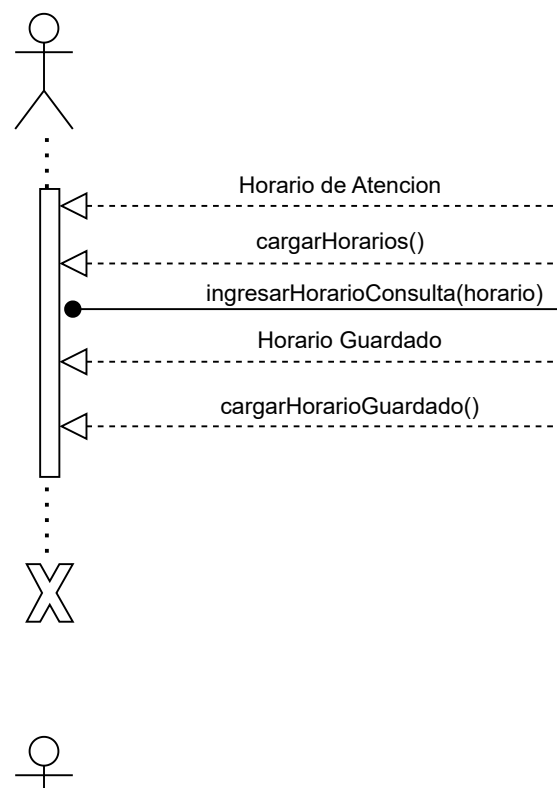 Horario de Atencion
cargarHorarios()
ingresarHorarioConsulta(horario)
Horario Guardado
cargarHorarioGuardado()
X